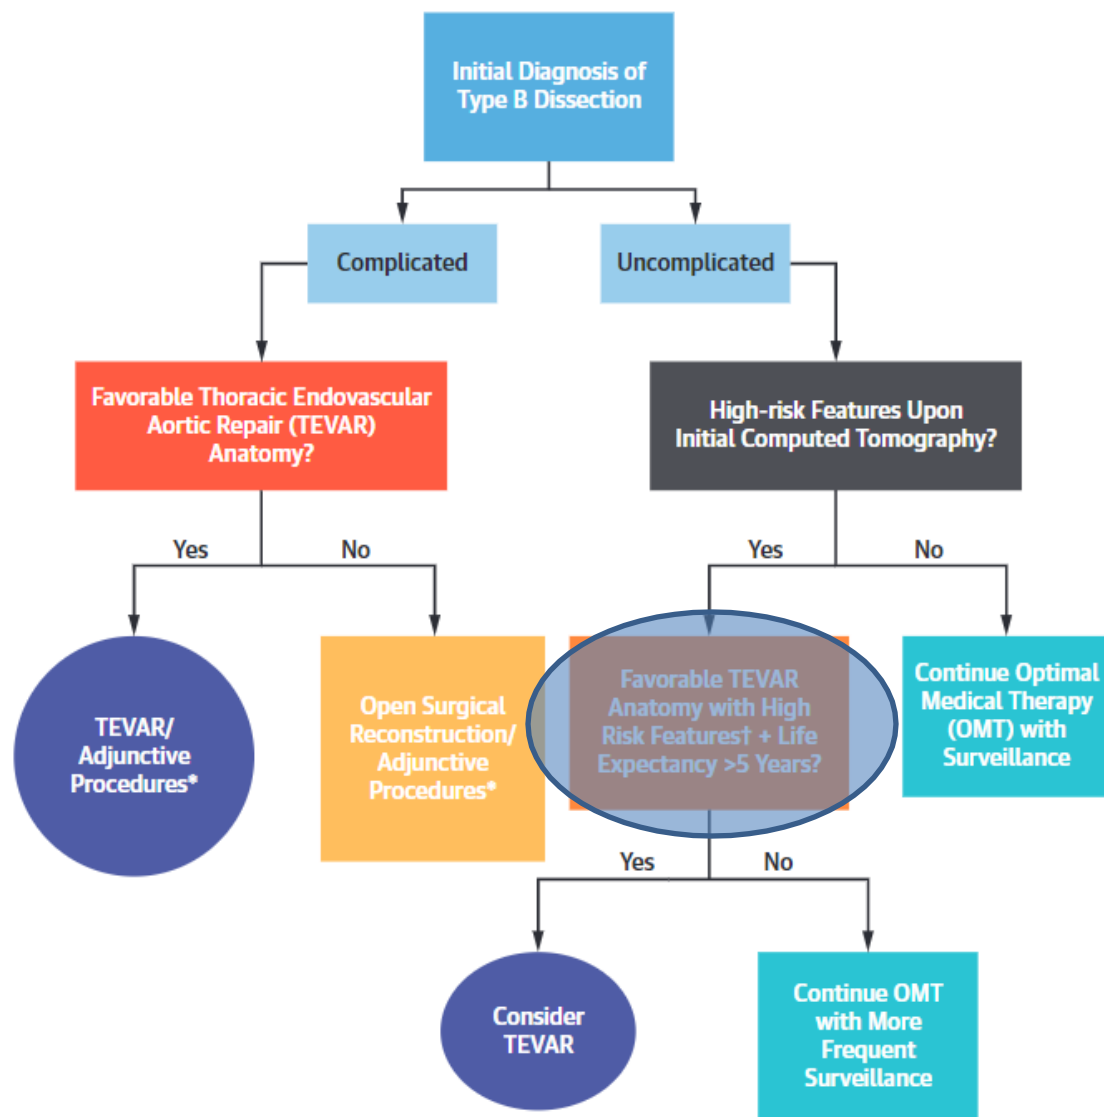 Initial Diagnosis of
Type B Dissection
Complicated
Uncomplicated
Favorable Thoracic Endovascular
Aortic Repair (TEVAR)
Anatomy?
High-risk Features Upon
Initial Computed Tomography?
Yes
No
Yes
No
TEVAR/
Adjunctive
Procedures*
Open Surgical
Reconstruction/
Adjunctive
Procedures*
Favorable TEVAR
Anatomy with High
Risk Features† + Life
Expectancy >5 Years?
Continue Optimal
Medical Therapy
(OMT) with
Surveillance
Yes
No
Consider
TEVAR
Continue OMT
with More
Frequent
Surveillance